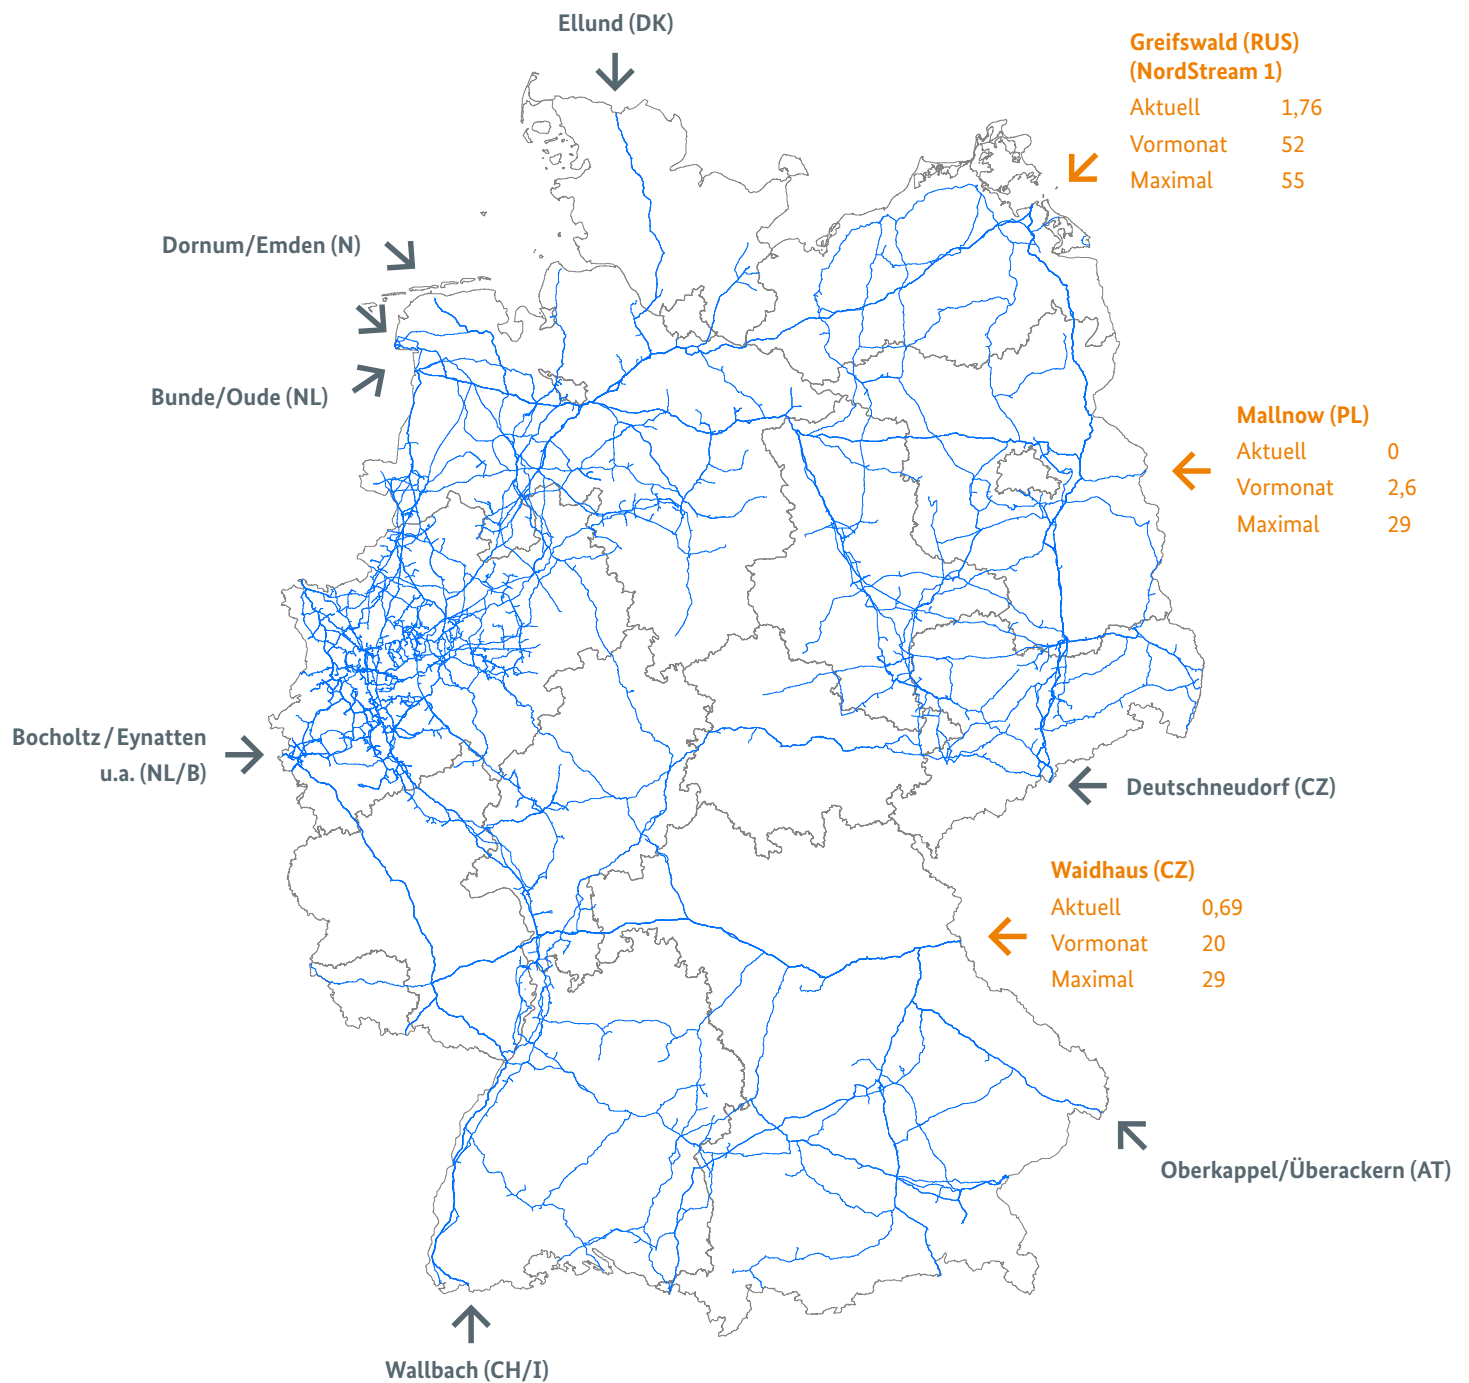 Ellund (DK)
Greifswald (RUS)
(NordStream 1)
Aktuell 1,76
Vormonat 52
Maximal 55
Dornum/Emden (N)
Bunde/Oude (NL)
Mallnow (PL)
Aktuell 0
Vormonat 2,6
Maximal 29
Bocholtz / Eynatten
u.a. (NL/B)
Deutschneudorf (CZ)
Waidhaus (CZ)
Aktuell 0,69
Vormonat 20
Maximal 29
Oberkappel/Überackern (AT)
Wallbach (CH/I)